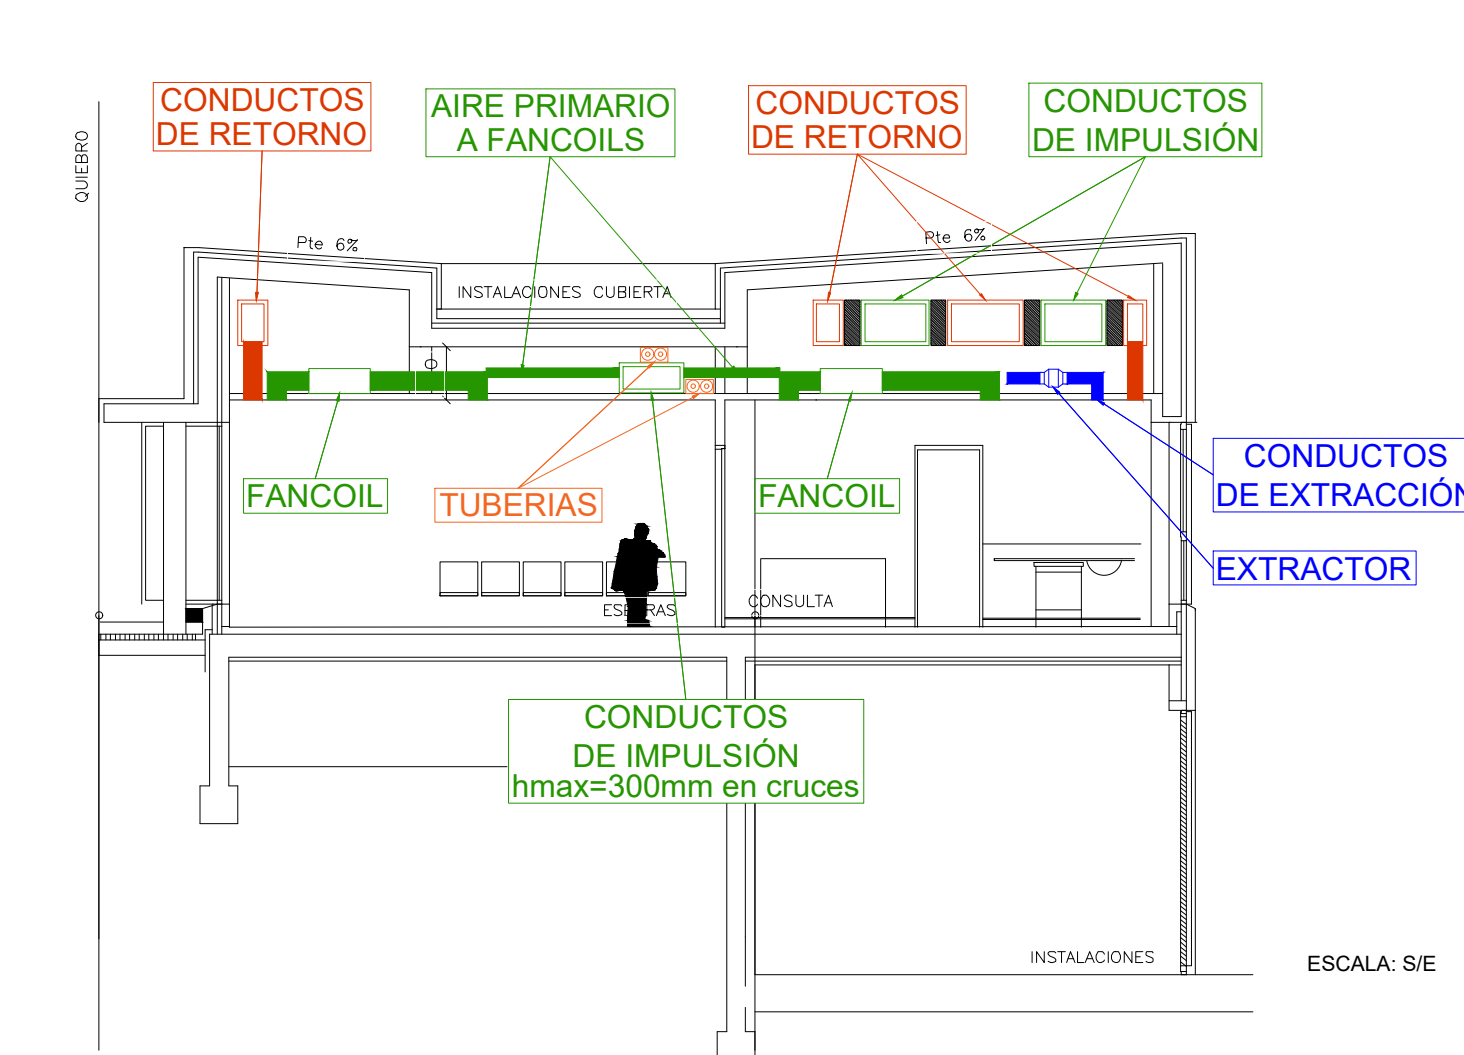 CONDUCTOS
DE RETORNO
AIRE PRIMARIO
A FANCOILS
CONDUCTOS
DE RETORNO
CONDUCTOS
DE IMPULSIÓN
QUIEBRO
Pte 6%
Pte 6%
INSTALACIONES CUBIERTA
FANCOIL
TUBERIAS
FANCOIL
CONDUCTOS
DE EXTRACCIÓN
EXTRACTOR
ESPERAS
CONSULTA
CONDUCTOS
DE IMPULSIÓN
hmax=300mm en cruces
INSTALACIONES
ESCALA: S/E